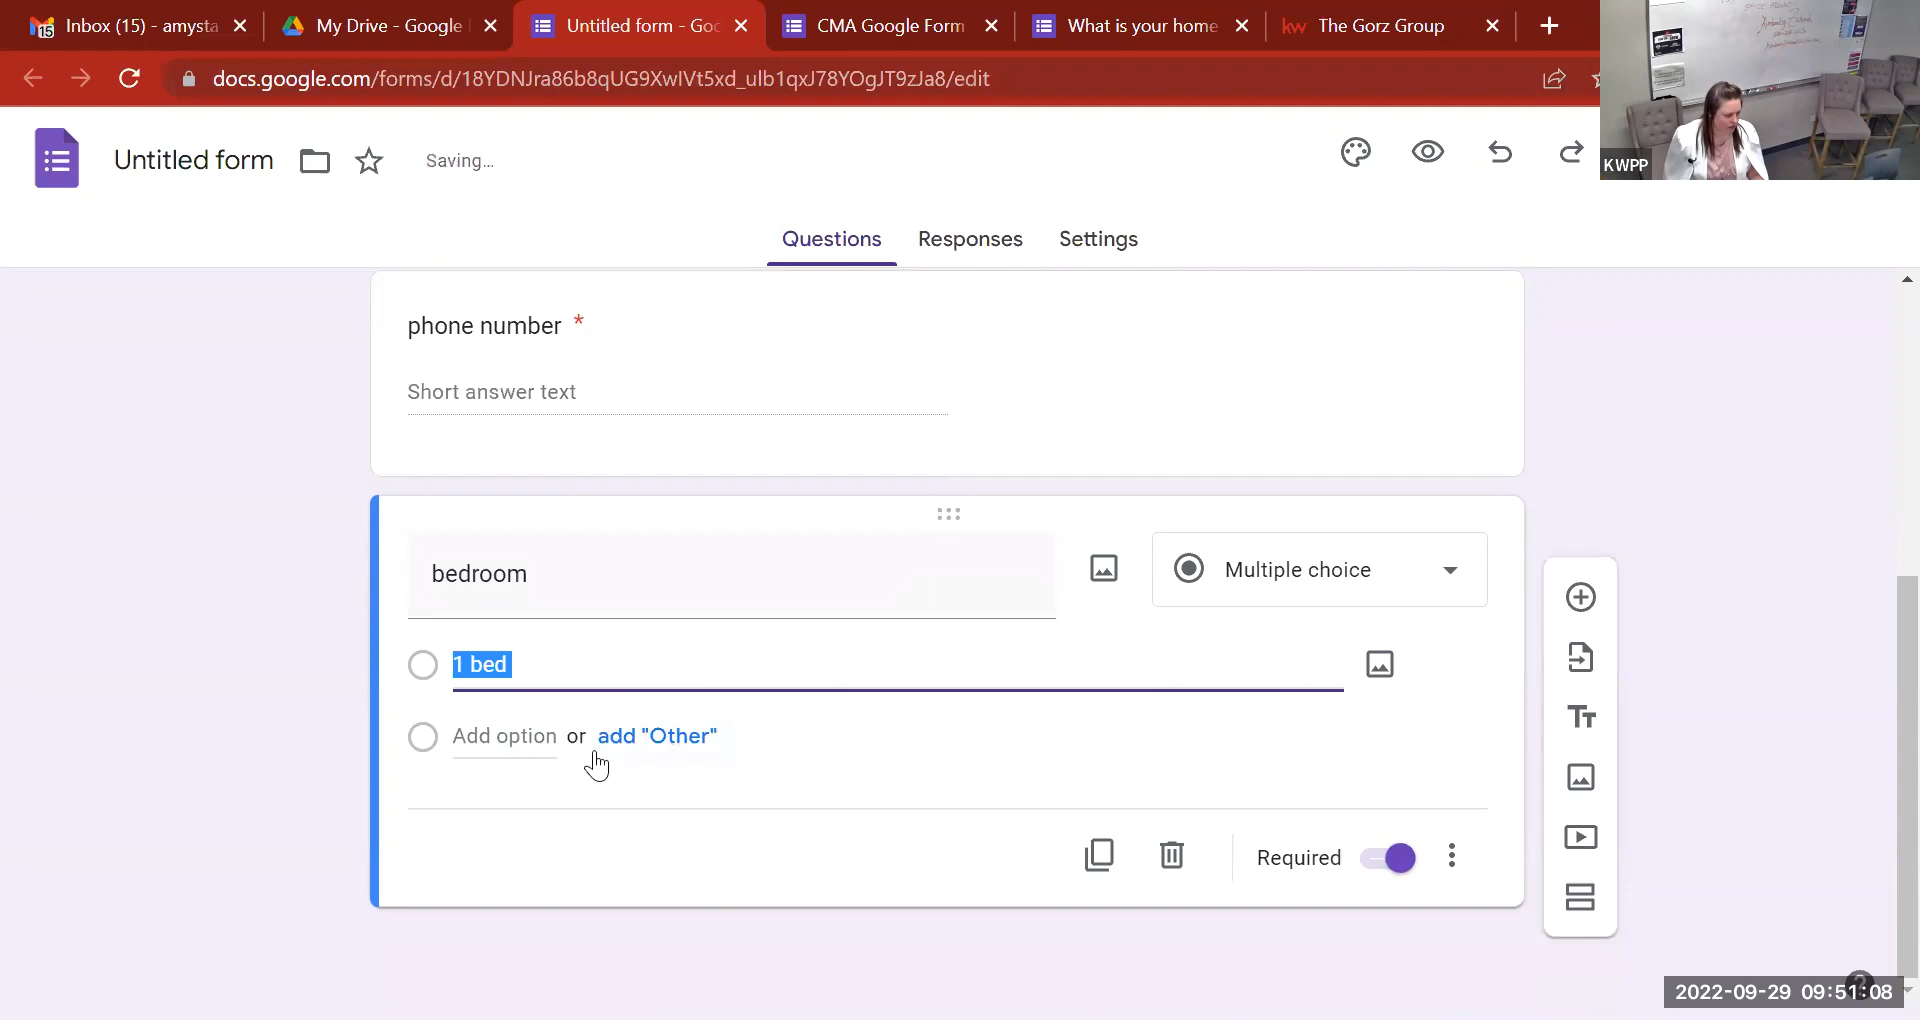 Inbox (15) - amysta
My Drive - Google
Untitled form - Goo
CMA Google Form
What is your home
kw The Gorz Group
docs.google.com/forms/d/18YDNJra86b8qUG9XwIVt5xd_ulb1qxJ78YOgJT9zJa8/edit
Untitled form
Saving...
KWPP
Questions
Responses
Settings
phone number *
Short answer text
bedroom
Multiple choice
1 bed
Add option or add "Other"
Required
2022-09-29 09:51:08